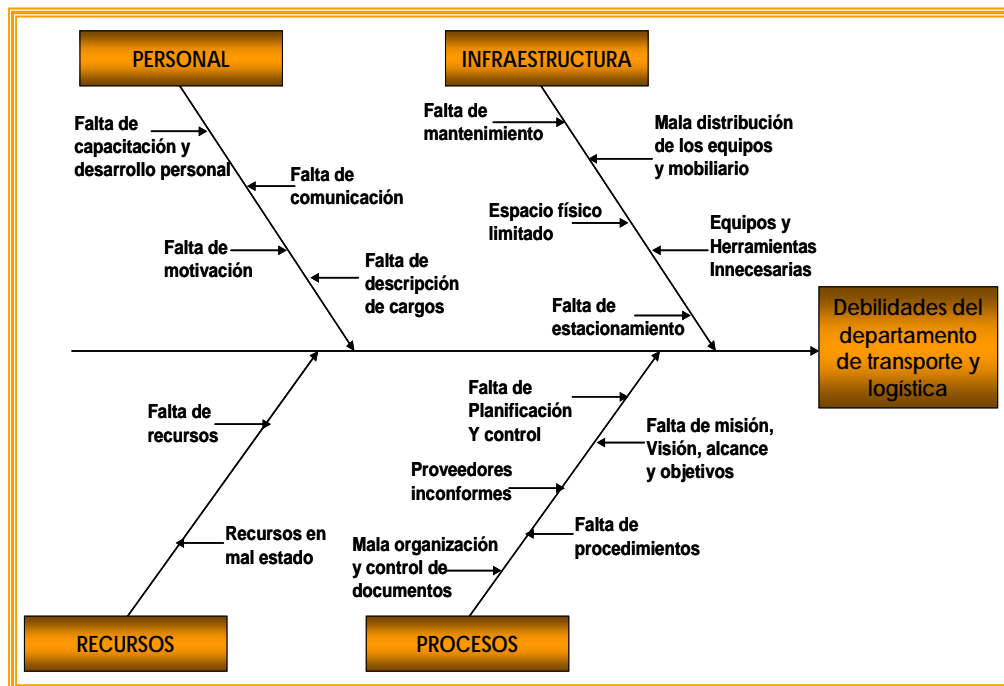 PERSONAL
INFRAESTRUCTURA
Falta de
capacitación y
desarrollo personal
Falta de
comunicación
Falta de
motivación
Falta de
descripción
de cargos
Falta de
mantenimiento
Mala distribución
de los equipos
y mobiliario
Espacio físico
limitado
Equipos y
Herramientas
Innecesarias
Falta de
estacionamiento
Debilidades del
departamento
de transporte y
logística
Falta de
recursos
Recursos en
mal estado
Falta de
Planificación
Y control
Falta de misión,
Visión, alcance
y objetivos
Proveedores
inconformes
Falta de
procedimientos
Mala organización
y control de
documentos
RECURSOS
PROCESOS